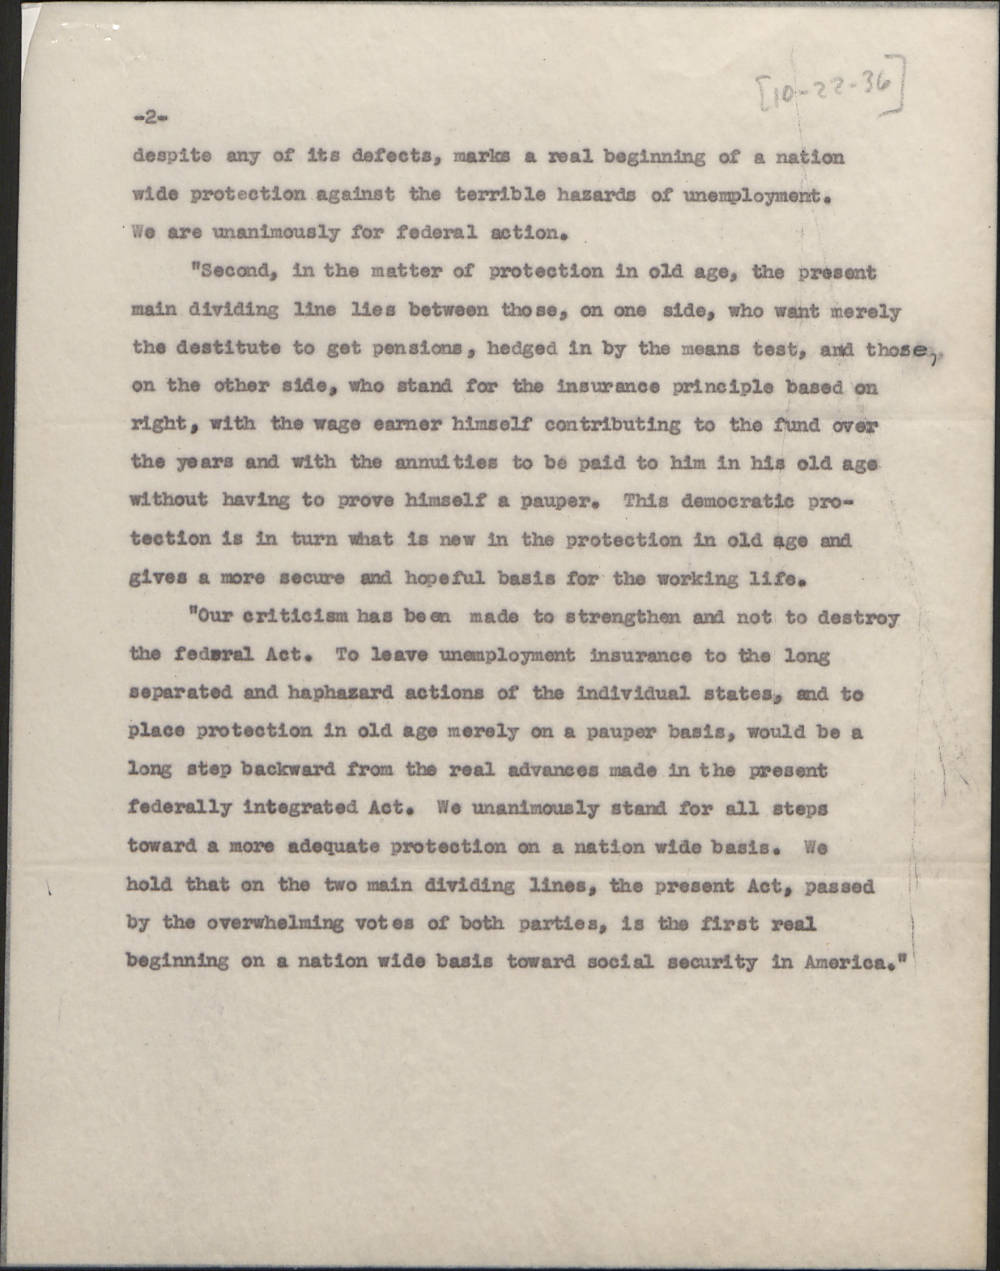 [10-22-36]
-2-
despite any of its defects, marks a real beginning of a nation
wide protection against the terrible hazards of unemployment.
We are unanimously for federal action.
"Second, in the matter of protection in old age, the present
main dividing line lies between those, on one side, who want merely
the destitute to get pensions, hedged in by the means test, and those,
on the other side, who stand for the insurance principle based on
right, with the wage earner himself contributing to the fund over
the years and with the annuities to be paid to him in his old age
without having to prove himself a pauper. This democratic pro-
tection is in turn what is new in the protection in old age and
gives a more secure and hopeful basis for the working life.
"Our criticism has been made to strengthen and not to destroy
the federal Act. To leave unemployment insurance to the long
separated and haphazard actions of the individual states, and to
place protection in old age merely on a pauper basis, would be a
long step backward from the real advances made in the present
federally integrated Act. We unanimously stand for all steps
toward a more adequate protection on a nation wide basis. We
hold that on the two main dividing lines, the present Act, passed
by the overwhelming votes of both parties, is the first real
beginning on a nation wide basis toward social security in America."